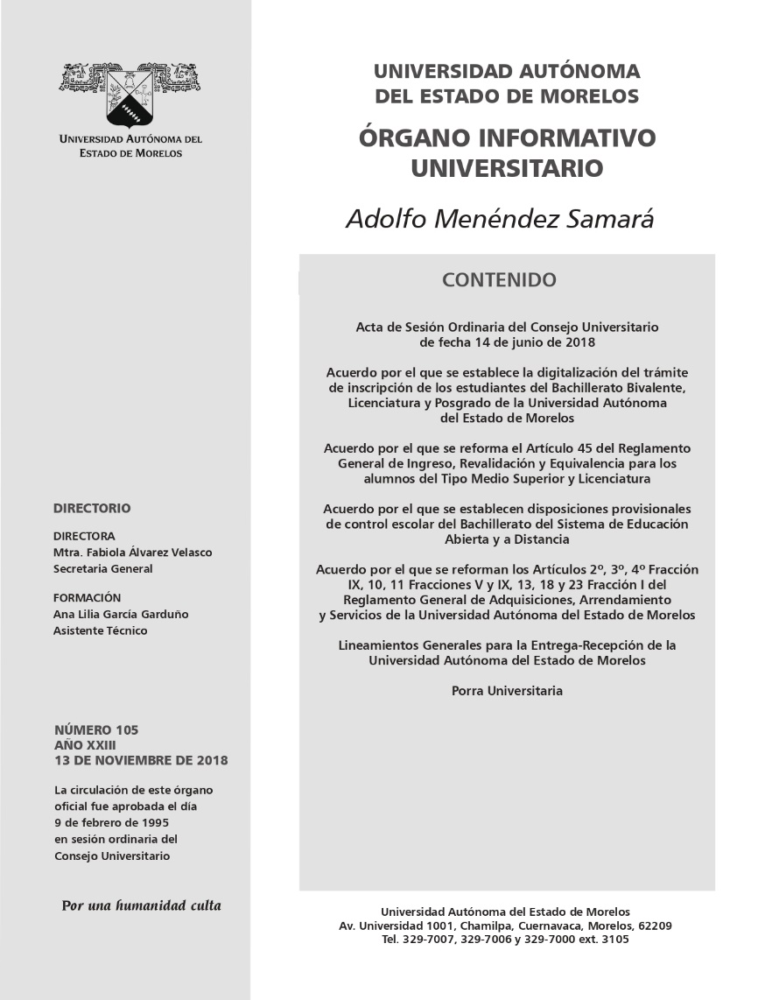 UNIVERSIDAD AUTÓNOMA DEL
ESTADO DE MORELOS
DIRECTORIO
DIRECTORA
Mtra. Fabiola Álvarez Velasco
Secretaria General
FORMACIÓN
Ana Lilia García Garduño
Asistente Técnico
NÚMERO 105
AÑO XXIII
13 DE NOVIEMBRE DE 2018
La circulación de este órgano
oficial fue aprobada el día
9 de febrero de 1995
en sesión ordinaria del
Consejo Universitario
Por una humanidad culta
UNIVERSIDAD AUTÓNOMA
DEL ESTADO DE MORELOS
ÓRGANO INFORMATIVO
UNIVERSITARIO
Adolfo Menéndez Samará
CONTENIDO
Acta de Sesión Ordinaria del Consejo Universitario
de fecha 14 de junio de 2018
Acuerdo por el que se establece la digitalización del trámite
de inscripción de los estudiantes del Bachillerato Bivalente,
Licenciatura y Posgrado de la Universidad Autónoma
del Estado de Morelos
Acuerdo por el que se reforma el Artículo 45 del Reglamento
General de Ingreso, Revalidación y Equivalencia para los
alumnos del Tipo Medio Superior y Licenciatura
Acuerdo por el que se establecen disposiciones provisionales
de control escolar del Bachillerato del Sistema de Educación
Abierta y a Distancia
Acuerdo por el que se reforman los Artículos 2º, 3º, 4º Fracción
IX, 10, 11 Fracciones V y IX, 13, 18 y 23 Fracción I del
Reglamento General de Adquisiciones, Arrendamiento
y Servicios de la Universidad Autónoma del Estado de Morelos
Lineamientos Generales para la Entrega-Recepción de la
Universidad Autónoma del Estado de Morelos
Porra Universitaria
Universidad Autónoma del Estado de Morelos
Av. Universidad 1001, Chamilpa, Cuernavaca, Morelos, 62209
Tel. 329-7007, 329-7006 y 329-7000 ext. 3105